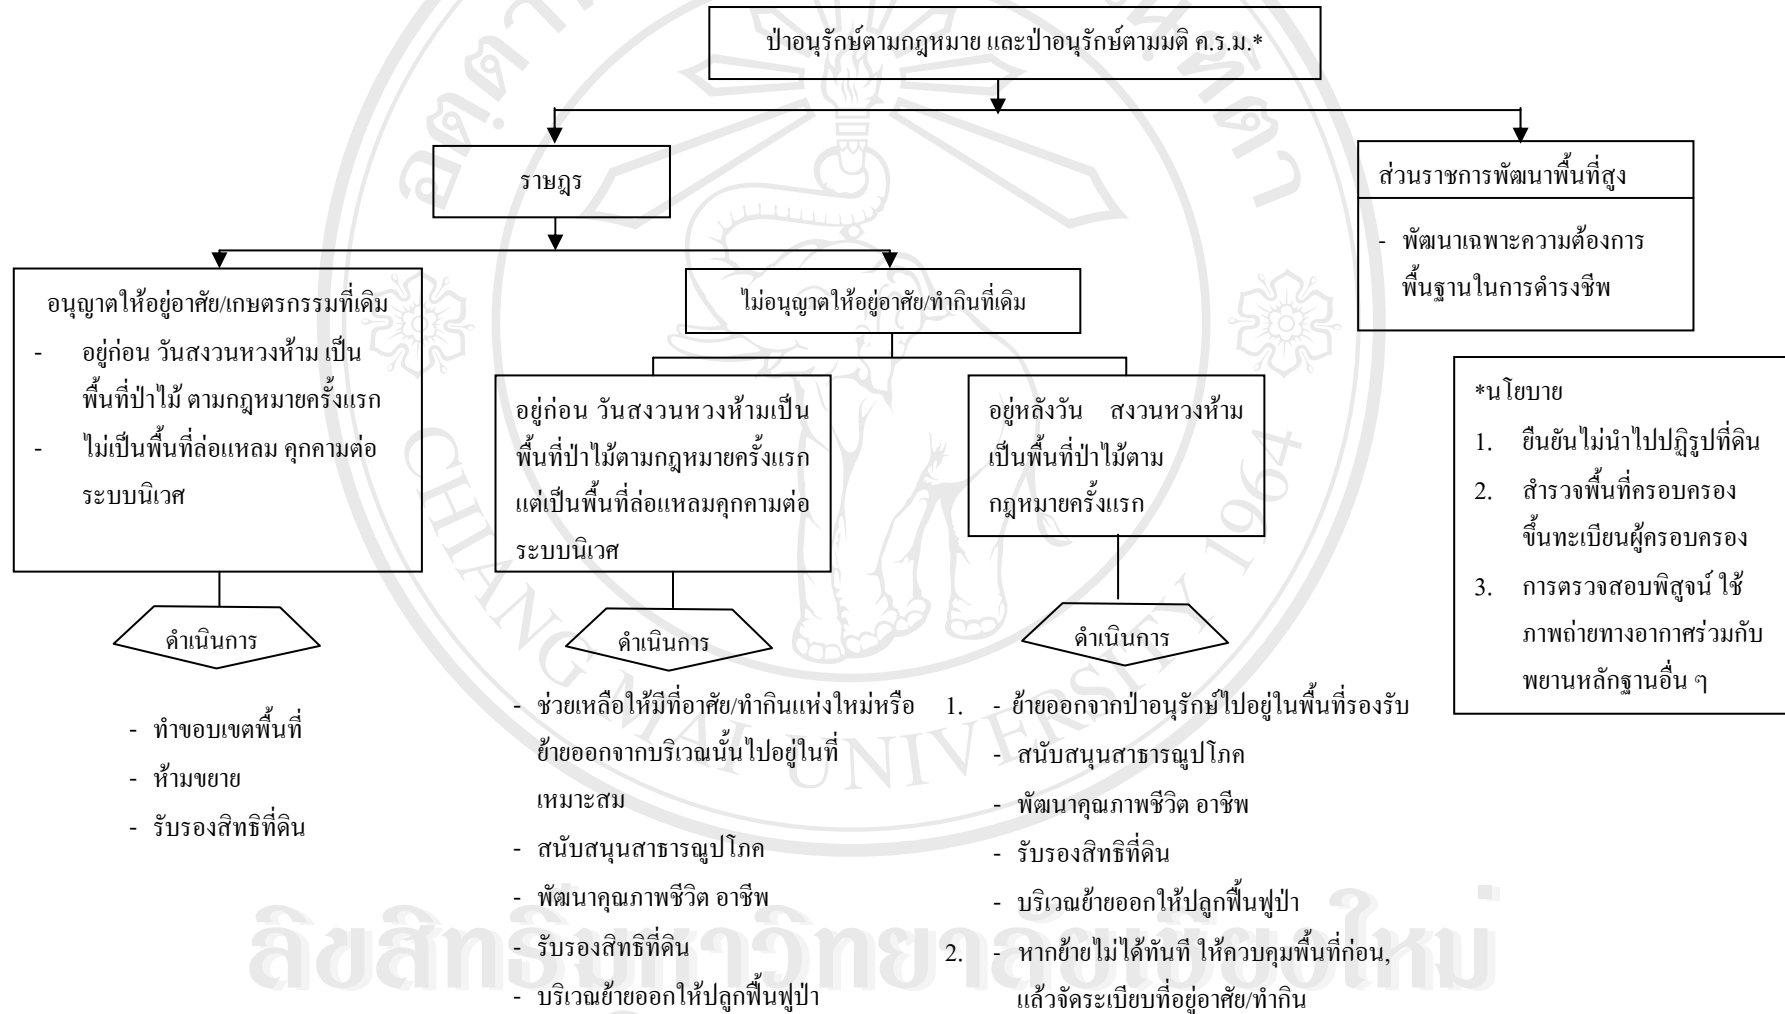 ป่าอนุรักษ์ตามกฎหมาย และป่าอนุรักษ์ตามมติ ค.ร.ม.*
ราษฎร
ส่วนราชการพัฒนาพื้นที่สูง
- พัฒนาเฉพาะความต้องการ
พื้นฐานในการดำรงชีพ
อนุญาตให้อยู่อาศัย/เกษตรกรรมที่เดิม
- อยู่ก่อน วันสงวนหวงห้าม เป็น
พื้นที่ป่าไม้ ตามกฎหมายครั้งแรก
- ไม่เป็นพื้นที่ล่อแหลม คุกคามต่อ
ระบบนิเวศ
ไม่อนุญาตให้อยู่อาศัย/ทำกินที่เดิม
อยู่ก่อน วันสงวนหวงห้ามเป็น
พื้นที่ป่าไม้ตามกฎหมายครั้งแรก
แต่เป็นพื้นที่ล่อแหลมคุกคามต่อ
ระบบนิเวศ
อยู่หลังวัน สงวนหวงห้าม
เป็นพื้นที่ป่าไม้ตาม
กฎหมายครั้งแรก
*นโยบาย
1. ยืนยันไม่นำไปปฏิรูปที่ดิน
2. สำรวจพื้นที่ครอบครอง
ขึ้นทะเบียนผู้ครอบครอง
3. การตรวจสอบพิสูจน์ ใช้
ภาพถ่ายทางอากาศร่วมกับ
พยานหลักฐานอื่น ๆ
ดำเนินการ
- ทำขอบเขตพื้นที่
- ห้ามขยาย
- รับรองสิทธิที่ดิน
ดำเนินการ
- ช่วยเหลือให้มีที่อาศัย/ทำกินแห่งใหม่หรือ
ย้ายออกจากบริเวณนั้นไปอยู่ในที่
เหมาะสม
- สนับสนุนสาธารณูปโภค
- พัฒนาคุณภาพชีวิต อาชีพ
- รับรองสิทธิที่ดิน
- บริเวณย้ายออกให้ปลูกฟื้นฟูป่า
ดำเนินการ
1. - ย้ายออกจากป่าอนุรักษ์ไปอยู่ในพื้นที่รองรับ
- สนับสนุนสาธารณูปโภค
- พัฒนาคุณภาพชีวิต อาชีพ
- รับรองสิทธิที่ดิน
- บริเวณย้ายออกให้ปลูกฟื้นฟูป่า
2. - หากย้ายไม่ได้ทันที ให้ควบคุมพื้นที่ก่อน,
แล้วจัดระเบียบที่อยู่อาศัย/ทำกิน
CHIANG MAI UNIVERSITY 1964
ลิขสิทธิ์มหาวิทยาลัยเชียงใหม่